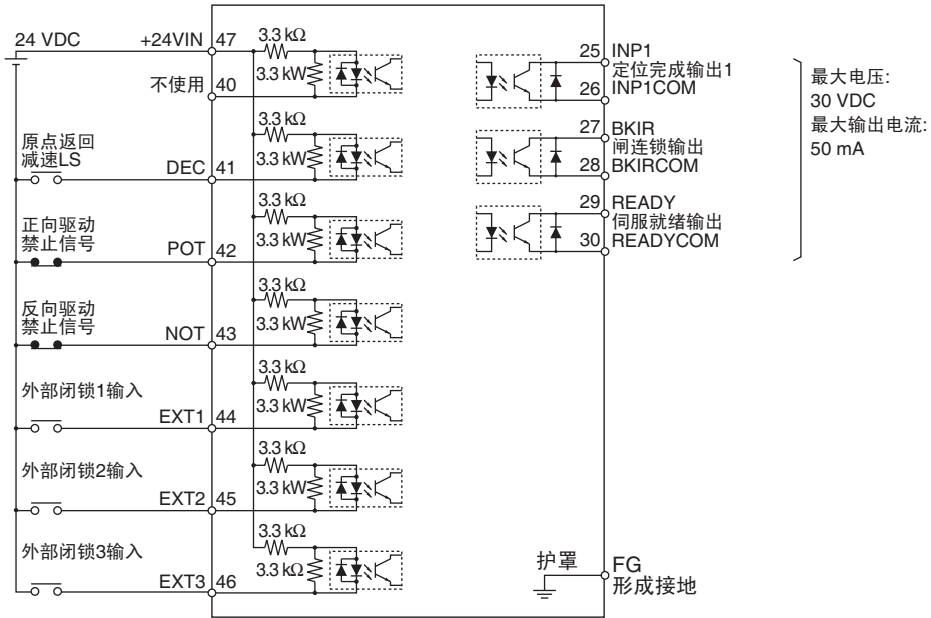 24 VDC
+24VIN 47
3.3 kΩ
3.3 kW
不使用 40
原点返回
减速LS
DEC 41
3.3 kΩ
3.3 kW
正向驱动
禁止信号
POT 42
3.3 kΩ
3.3 kW
反向驱动
禁止信号
NOT 43
3.3 kΩ
3.3 kW
外部闭锁1输入
EXT1 44
3.3 kΩ
3.3 kW
外部闭锁2输入
EXT2 45
3.3 kΩ
3.3 kW
外部闭锁3输入
EXT3 46
3.3 kΩ
3.3 kΩ
25 INP1
定位完成输出1
26 INP1COM
27 BKIR
闸连锁输出
28 BKIRCOM
29 READY
伺服就绪输出
30 READYCOM
最大电压:
30 VDC
最大输出电流:
50 mA
护罩
FG
形成接地